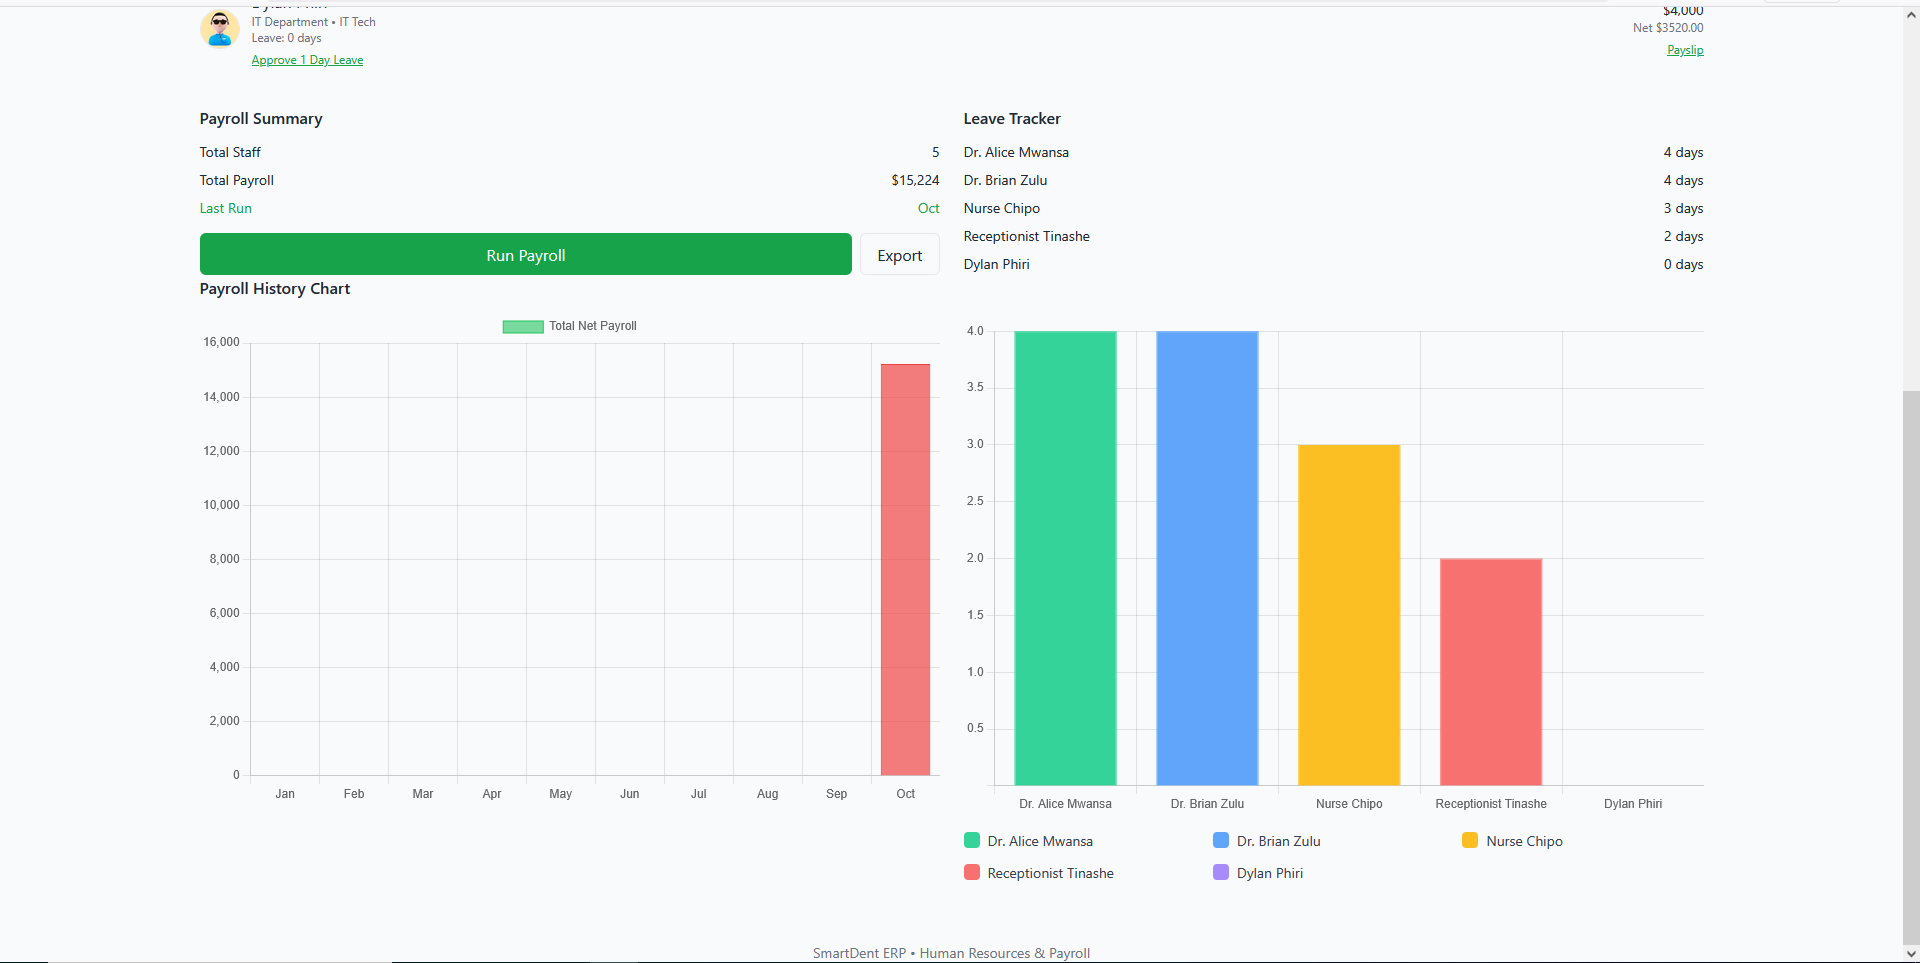 Dylan Phiri
$4,000
IT Department • IT Tech
Net $3520.00
Leave: 0 days
Payslip
Approve 1 Day Leave
Payroll Summary
Total Staff 5
Total Payroll $15,224
Last Run Oct
Run Payroll Export
Leave Tracker
Dr. Alice Mwansa 4 days
Dr. Brian Zulu 4 days
Nurse Chipo 3 days
Receptionist Tinashe 2 days
Dylan Phiri 0 days
Payroll History Chart
Total Net Payroll
16,000
14,000
12,000
10,000
8,000
6,000
4,000
2,000
0
Jan Feb Mar Apr May Jun Jul Aug Sep Oct
4.0
3.5
3.0
2.5
2.0
1.5
1.0
0.5
Dr. Alice Mwansa Dr. Brian Zulu Nurse Chipo Receptionist Tinashe Dylan Phiri
Dr. Alice Mwansa Dr. Brian Zulu Nurse Chipo
Receptionist Tinashe Dylan Phiri
SmartDent ERP • Human Resources & Payroll